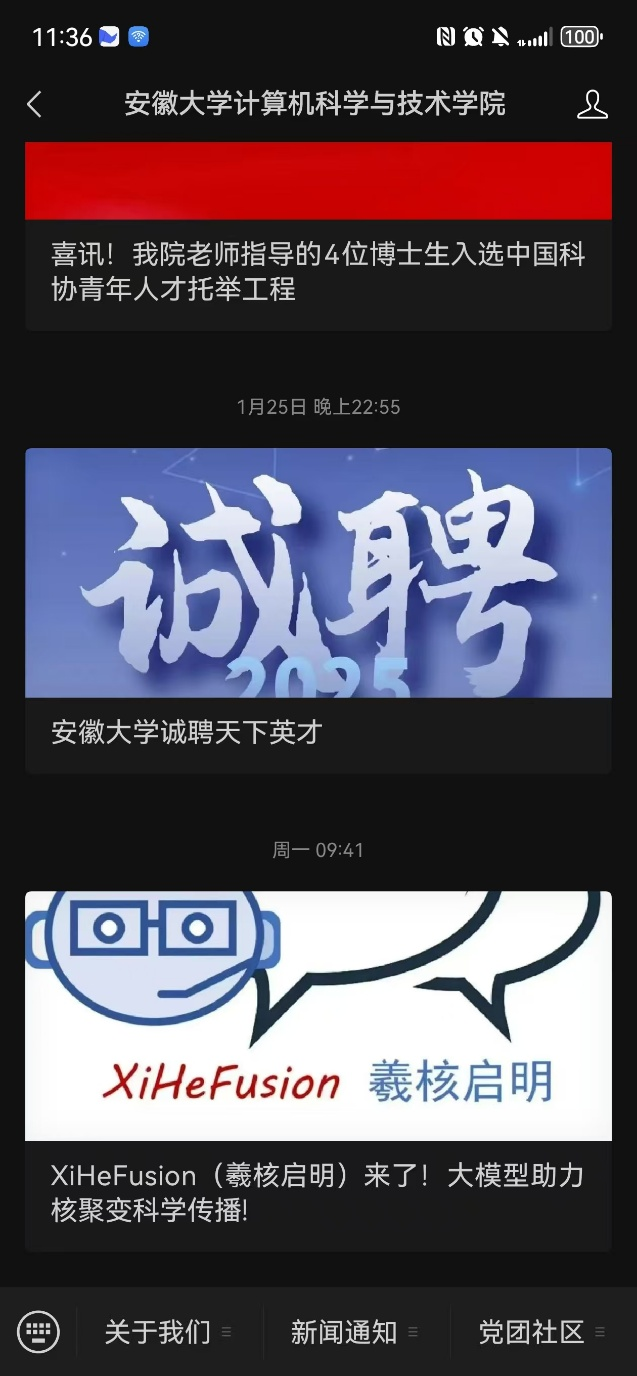 11:36
100
安徽大学计算机科学与技术学院
喜讯！我院老师指导的4位博士生入选中国科
协青年人才托举工程
1月25日 晚上22:55
诚聘
2025
安徽大学诚聘天下英才
周一 09:41
XiHeFusion 羲核启明
XiHeFusion（羲核启明）来了！大模型助力
核聚变科学传播!
关于我们
新闻通知
党团社区